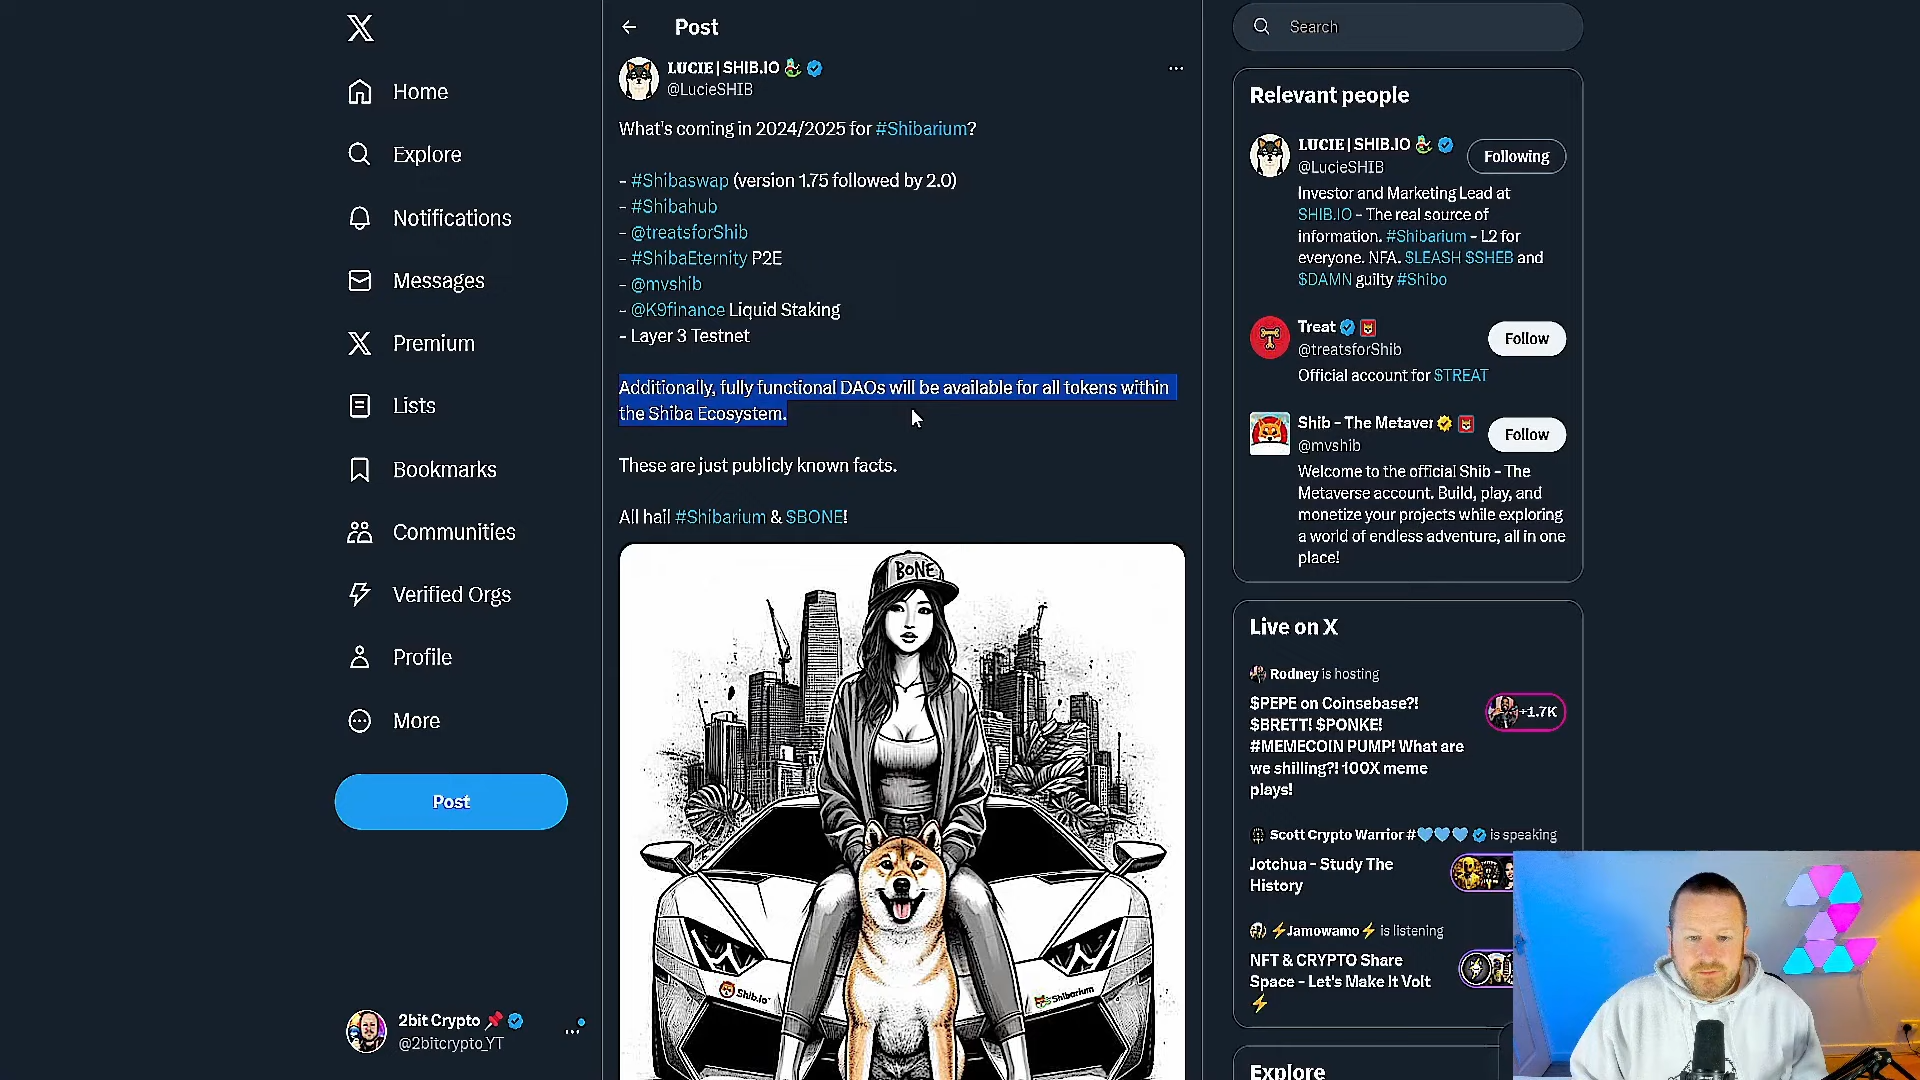 Home
Explore
Notifications
Messages
Premium
Lists
Bookmarks
Communities
Verified Orgs
Profile
More
Post
2bit Crypto
@2bitcrypto_YT
Post
LUCIE | SHIB.IO
@LucieSHIB
What's coming in 2024/2025 for #Shibarium?
- #Shibaswap (version 1.75 followed by 2.0)
- #Shibahub
- @treatsforShib
- #ShibaEternity P2E
- @mvshib
- @K9finance Liquid Staking
- Layer 3 Testnet
Additionally, fully functional DAOs will be available for all tokens within
the Shiba Ecosystem.
These are just publicly known facts.
All hail #Shibarium & $BONE!
BONE
Shib.io
Shibarium
Search
Relevant people
LUCIE | SHIB.IO
@LucieSHIB
Following
Investor and Marketing Lead at
SHIB.IO - The real source of
information. #Shibarium - L2 for
everyone. NFA. $LEASH $SHEB and
$DAMN guilty #Shibo
Treat
@treatsforShib
Follow
Official account for $TREAT
Shib - The Metaver
@mvshib
Follow
Welcome to the official Shib - The
Metaverse account. Build, play, and
monetize your projects while exploring
a world of endless adventure, all in one
place!
Live on X
Rodney is hosting
$PEPE on Coinsebase?!
$BRETT! $PONKE!
#MEMECOIN PUMP! What are
we shilling?! 100X meme
plays!
+1.7K
Scott Crypto Warrior #🩵🩵🩵 is speaking
Jotchua - Study The
History
⚡Jamowamo⚡ is listening
NFT & CRYPTO Share
Space - Let's Make It Volt
⚡
Explore